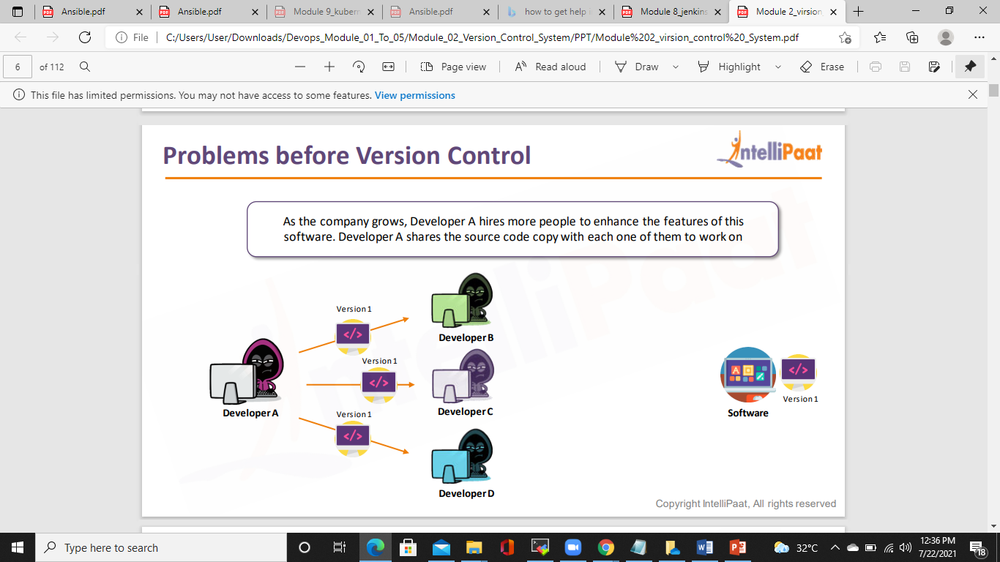 Ansible.pdf
Ansible.pdf
Module 9_kubern
Ansible.pdf
how to get help i
Module 8_jenkins
Module 2_virsion
File
C:/Users/User/Downloads/Devops_Module_01_To_05/Module_02_Version_Control_System/PPT/Module%202_virsion_control%20_System.pdf
6 of 112
Page view
Read aloud
Draw
Highlight
Erase
This file has limited permissions. You may not have access to some features. View permissions
Problems before Version Control
IntelliPaat
As the company grows, Developer A hires more people to enhance the features of this
software. Developer A shares the source code copy with each one of them to work on
Version 1
</>
Developer B
Version 1
</>
Developer A
Developer C
Version 1
</>
Developer D
</>
Version 1
Software
Copyright IntelliPaat, All rights reserved
Type here to search
32°C
12:36 PM
7/22/2021
18